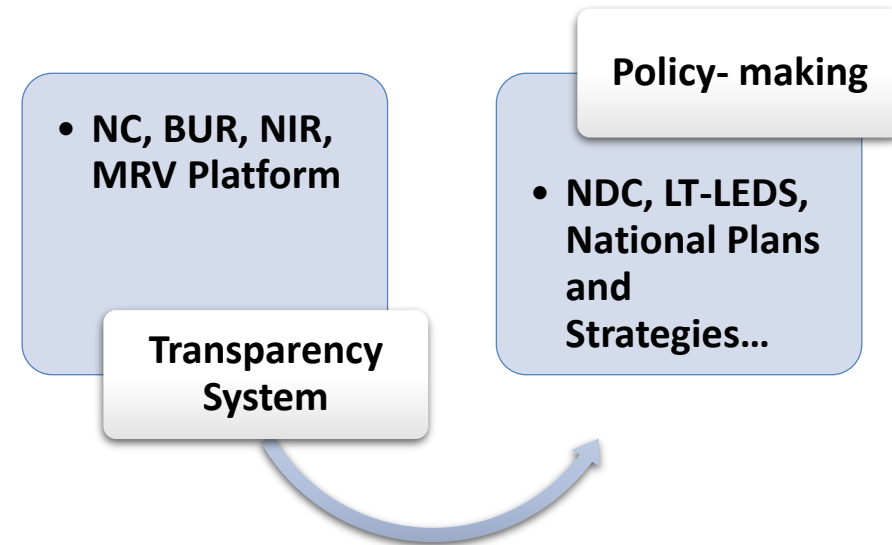 • NC, BUR, NIR,
MRV Platform
Transparency
System
Policy- making
• NDC, LT-LEDS,
National Plans
and
Strategies…